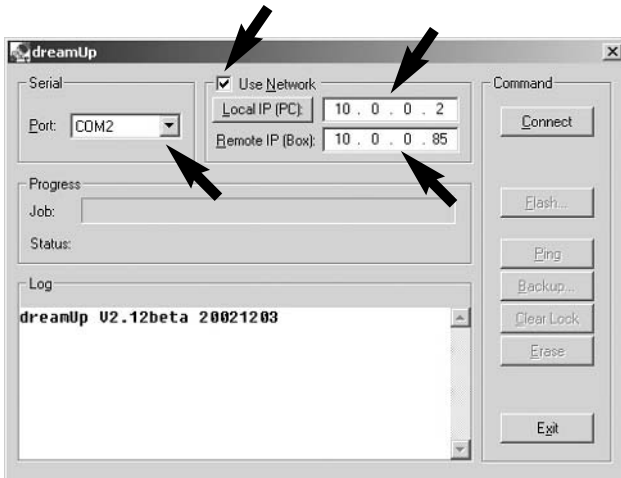 dreamUp
Serial
Port: COM2
Use Network
Local IP (PC): 10 . 0 . 0 . 2
Remote IP (Box): 10 . 0 . 0 . 85
Command
Connect
Flash...
Ping
Backup...
Clear Lock
Erase
Exit
Progress
Job:
Status:
Log
dreamUp V2.12beta 20021203